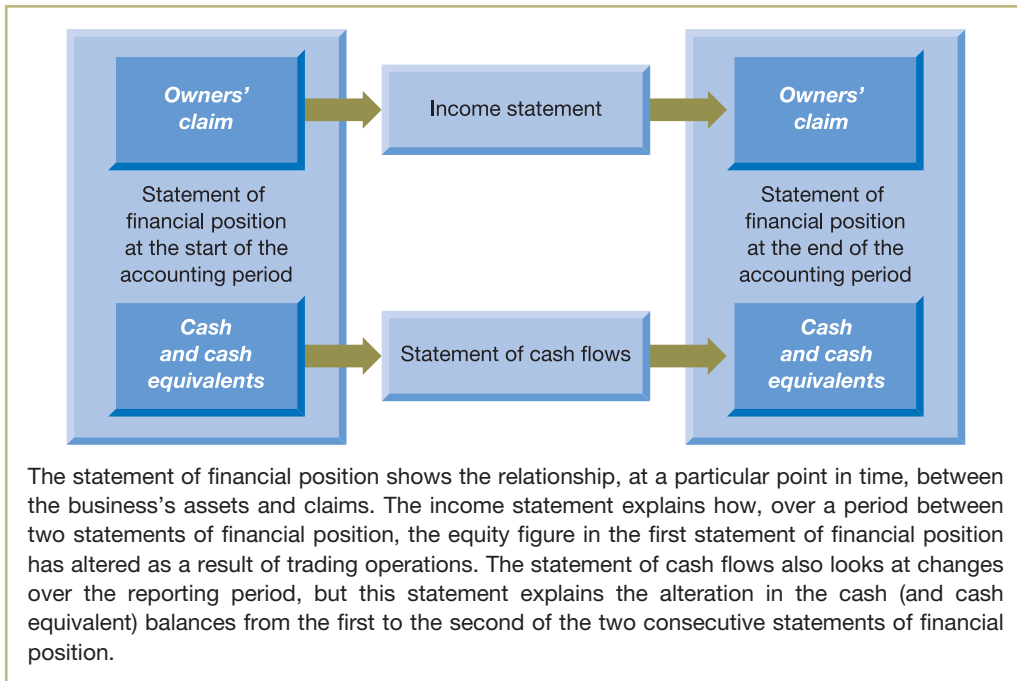 Owners'
claim
Income statement
Owners'
claim
Statement of
financial position
at the start of the
accounting period
Statement of
financial position
at the end of the
accounting period
Cash
and cash
equivalents
Statement of cash flows
Cash
and cash
equivalents
The statement of financial position shows the relationship, at a particular point in time, between
the business's assets and claims. The income statement explains how, over a period between
two statements of financial position, the equity figure in the first statement of financial position
has altered as a result of trading operations. The statement of cash flows also looks at changes
over the reporting period, but this statement explains the alteration in the cash (and cash
equivalent) balances from the first to the second of the two consecutive statements of financial
position.